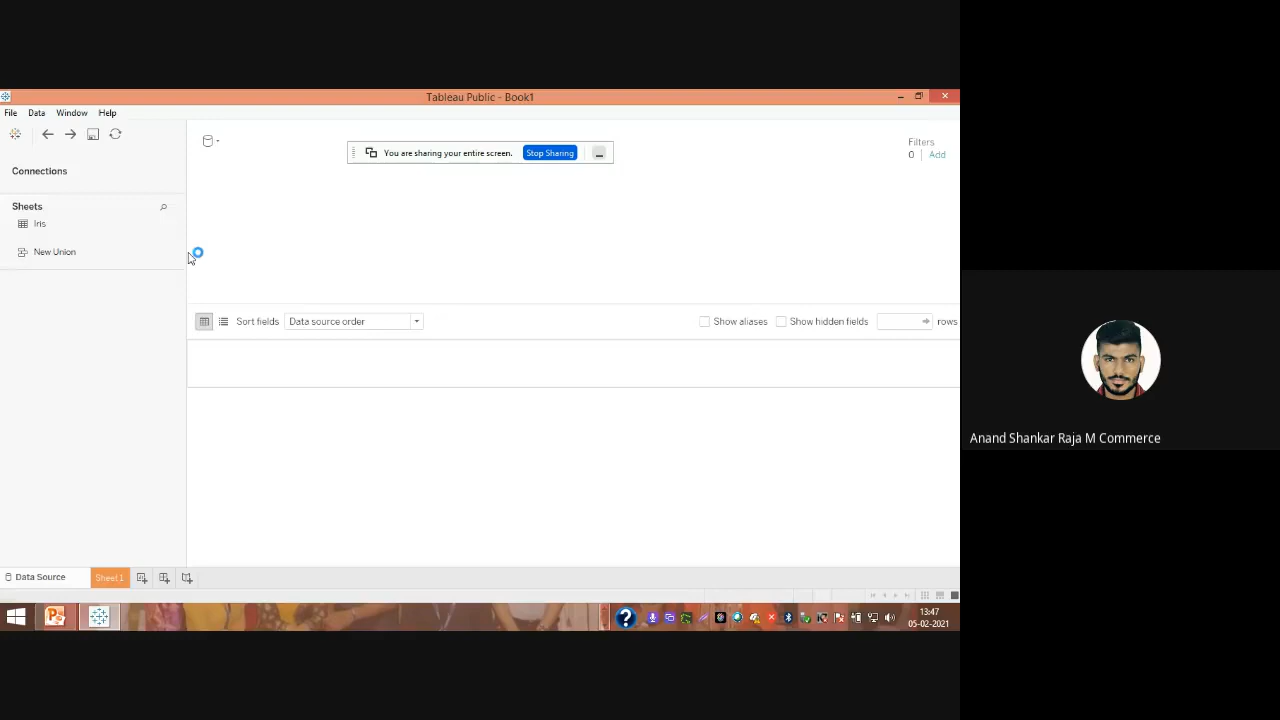 Tableau Public - Book1
File Data Window Help
Connections
You are sharing your entire screen. Stop Sharing
Filters
0 Add
Sheets
Iris
New Union
Sort fields Data source order Show aliases Show hidden fields rows
Data Source Sheet 1
13:47
05-02-2021
Anand Shankar Raja M Commerce